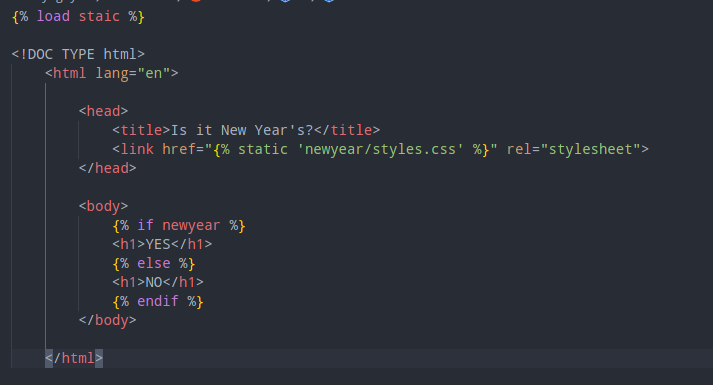 {% load staic %}
<!DOC TYPE html>
<html lang="en">
<head>
<title>Is it New Year's?</title>
<link href="{% static 'newyear/styles.css' %}" rel="stylesheet">
</head>
<body>
{% if newyear %}
<h1>YES</h1>
{% else %}
<h1>NO</h1>
{% endif %}
</body>
</html>